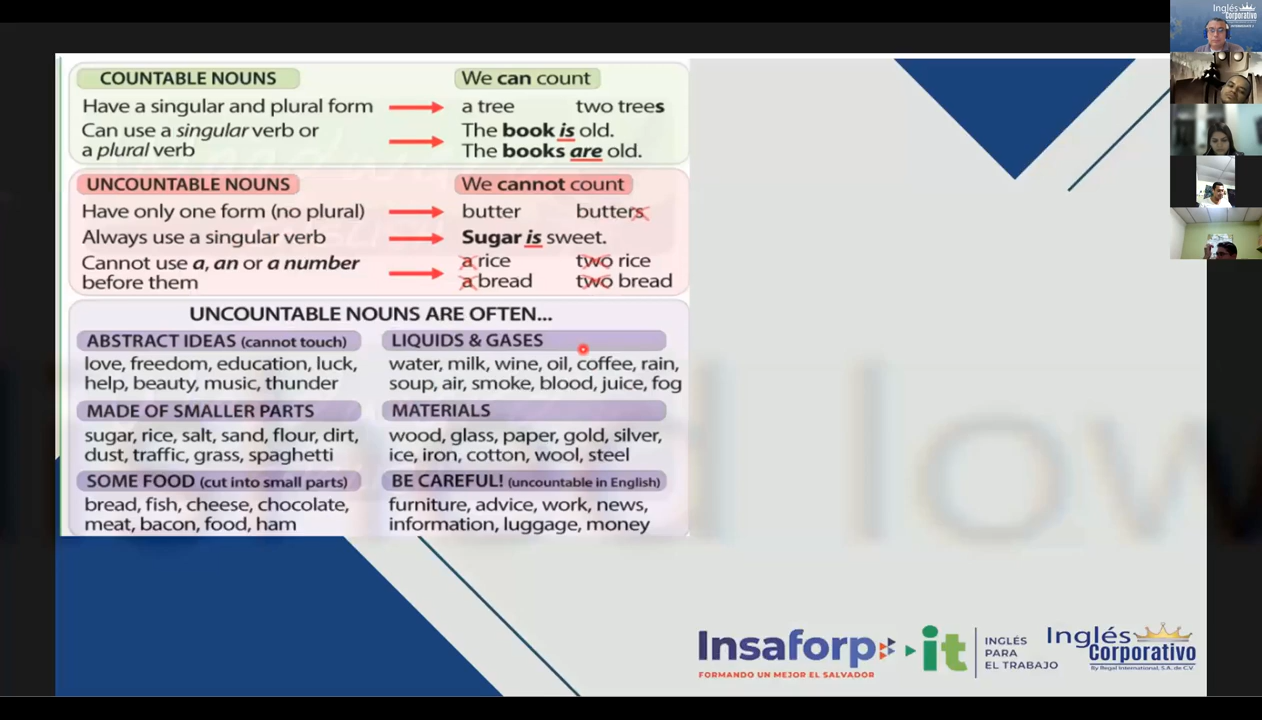 COUNTABLE NOUNS We can count
Have a singular and plural form a tree two trees
Can use a singular verb or The book is old.
a plural verb The books are old.
UNCOUNTABLE NOUNS We cannot count
Have only one form (no plural) butter butters
Always use a singular verb Sugar is sweet.
Cannot use a, an or a number a rice two rice
before them a bread two bread
UNCOUNTABLE NOUNS ARE OFTEN...
ABSTRACT IDEAS (cannot touch)
love, freedom, education, luck,
help, beauty, music, thunder
LIQUIDS & GASES
water, milk, wine, oil, coffee, rain,
soup, air, smoke, blood, juice, fog
MADE OF SMALLER PARTS
sugar, rice, salt, sand, flour, dirt,
dust, traffic, grass, spaghetti
MATERIALS
wood, glass, paper, gold, silver,
ice, iron, cotton, wool, steel
SOME FOOD (cut into small parts)
bread, fish, cheese, chocolate,
meat, bacon, food, ham
BE CAREFUL! (uncountable in English)
furniture, advice, work, news,
information, luggage, money
Insaforp
FORMANDO UN MEJOR EL SALVADOR
it
INGLÉS
PARA
EL TRABAJO
Inglés
Corporativo
By Regal International, S.A. de C.V.
Inglés
Corporativo